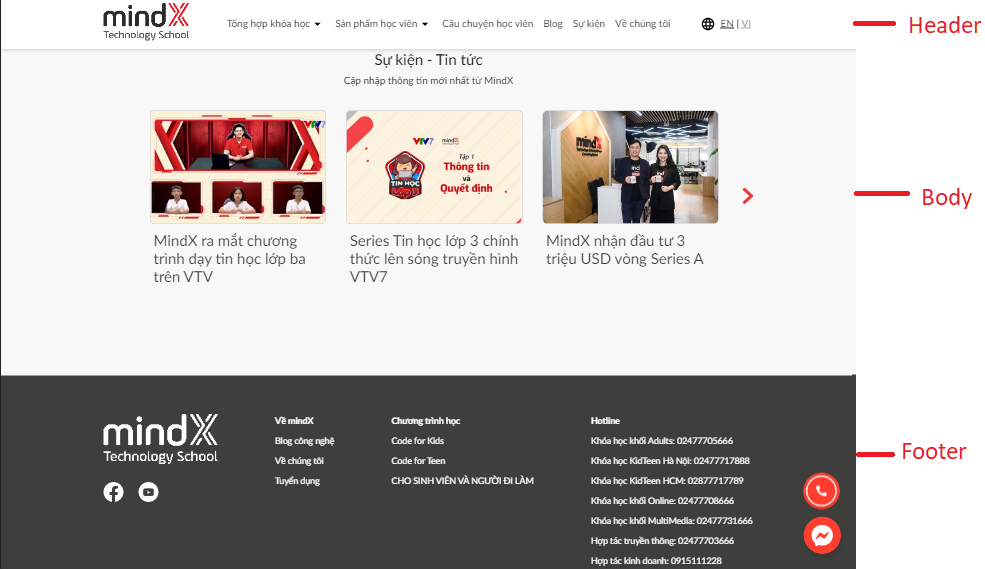 mindX
Technology School
Tổng hợp khóa học
Sản phẩm học viên
Câu chuyện học viên
Blog
Sự kiện
Về chúng tôi
EN | VI
Header
Sự kiện - Tin tức
Cập nhập thông tin mới nhất từ MindX
VTV7
VTV7 mindX
TIN HỌC
LỚP 3
Tập 1
Thông tin
và
Quyết định
mindX
Body
MindX ra mắt chương
trình dạy tin học lớp ba
trên VTV
Series Tin học lớp 3 chính
thức lên sóng truyền hình
VTV7
MindX nhận đầu tư 3
triệu USD vòng Series A
mindX
Technology School
Về mindX
Blog công nghệ
Về chúng tôi
Tuyển dụng
Chương trình học
Code for Kids
Code for Teen
CHO SINH VIÊN VÀ NGƯỜI ĐI LÀM
Hotline
Khóa học khối Adults: 02477705666
Khóa học KidTeen Hà Nội: 02477717888
Khóa học KidTeen HCM: 02877717789
Khóa học khối Online: 02477708666
Khóa học khối MultiMedia: 02477731666
Hợp tác truyền thông: 02477703666
Hợp tác kinh doanh: 0915111228
Footer